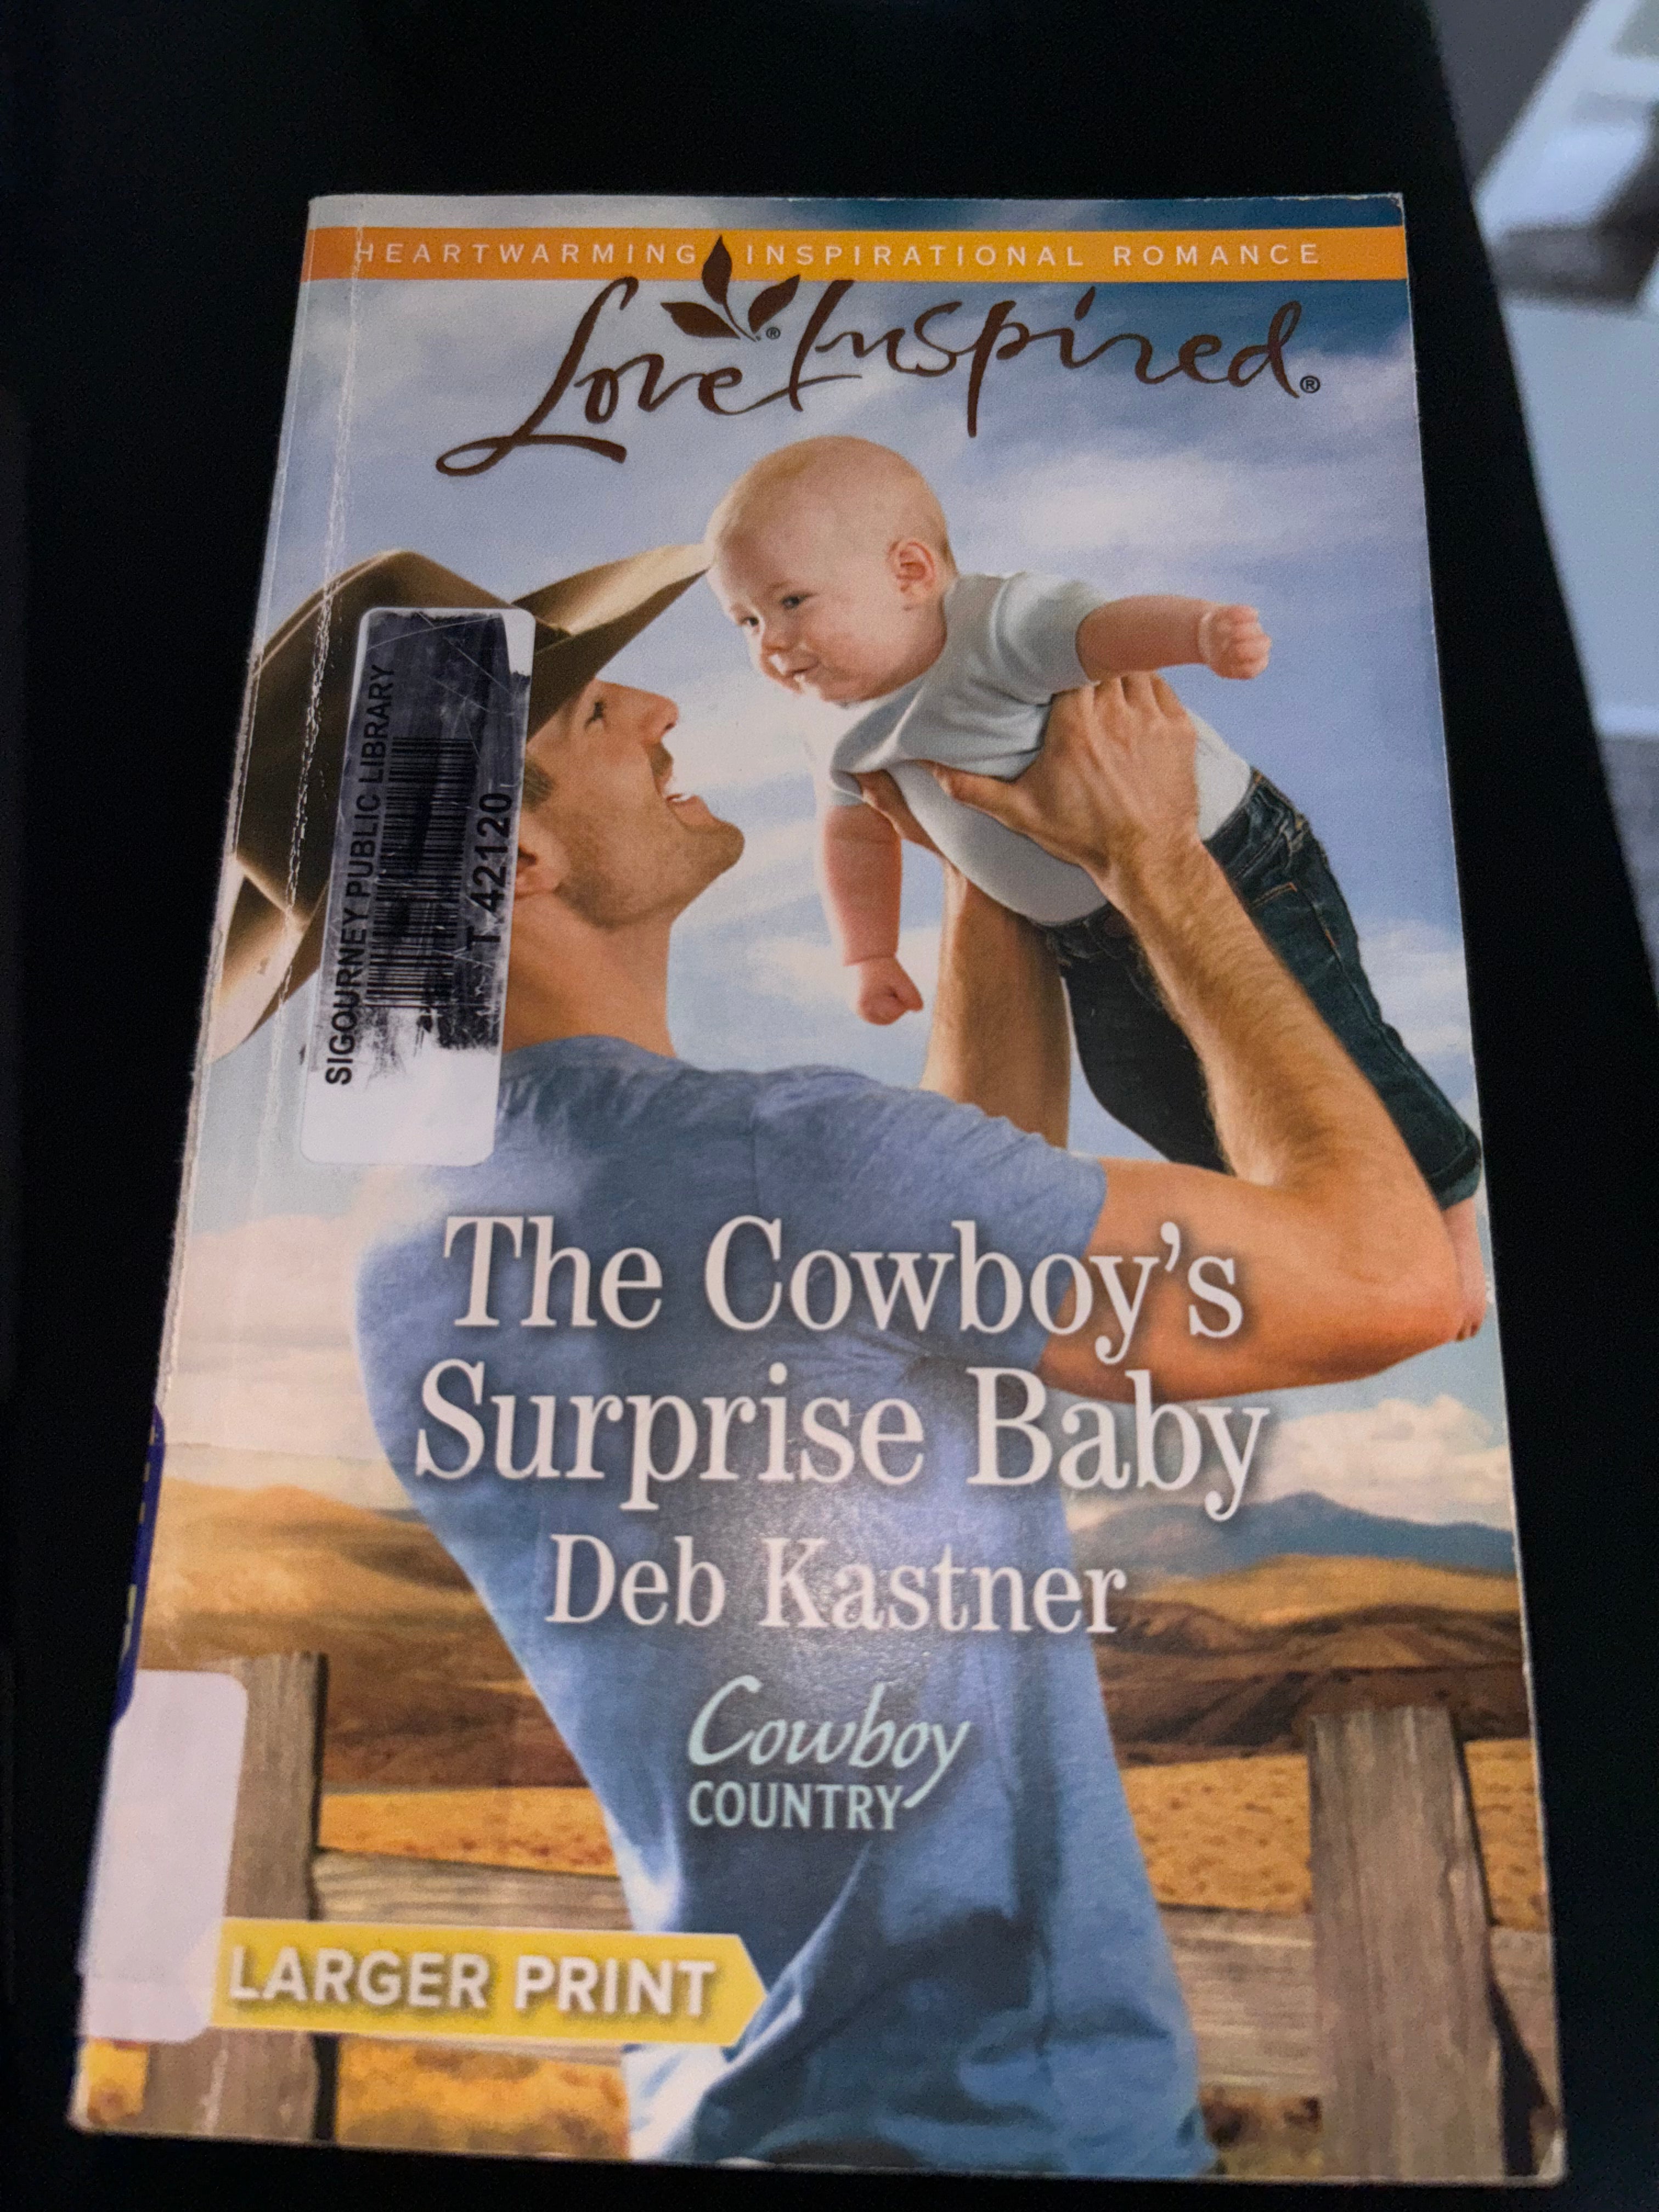 HEARTWARMING INSPIRATIONAL ROMANCE
Love Inspired®
SIGOURNEY PUBLIC LIBRARY
T 42120
The Cowboy's
Surprise Baby
Deb Kastner
Cowboy
COUNTRY
LARGER PRINT